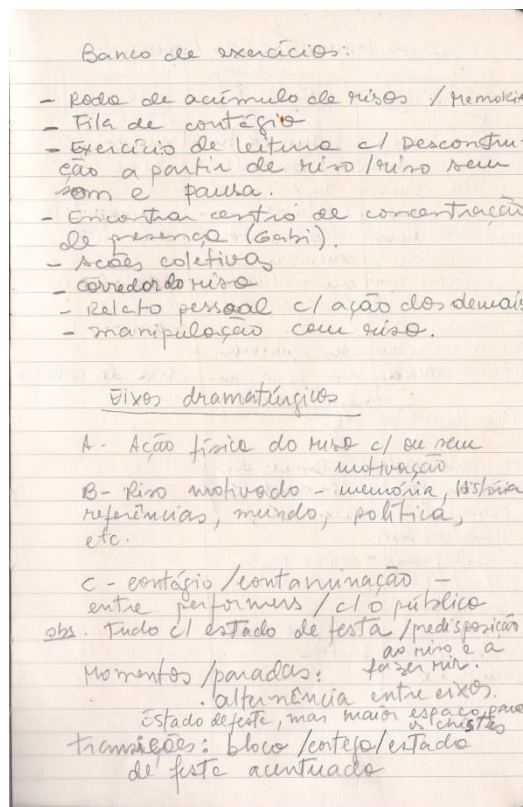 Banco de exercícios:
- Roda de acúmulo de risos / Memória
- Fila de contágio
- Exercício de leitura c/ Desconstru-
ção a partir de riso/riso sem
som e pausa.
- Encontrar centro de concentração
de presença (Gabi).
- Ações coletivas
- corredor do riso
- Relato pessoal c/ ação dos demais
- manipulação com riso.
Eixos dramatúrgicos
A - Ação física do riso c/ ou sem
motivação
B - Riso motivado - memória, história
referências, mundo, política,
etc.
C - contágio/contaminação -
entre performers / c/ o público
obs. Tudo c/ estado de festa /predisposição
ao riso e a
fazer rir.
Momentos/paradas:
. alternância entre eixos.
Estado de festa, mas maior espaço para
os chistes
transições: bloco/cortejo/estado
de festa acentuado